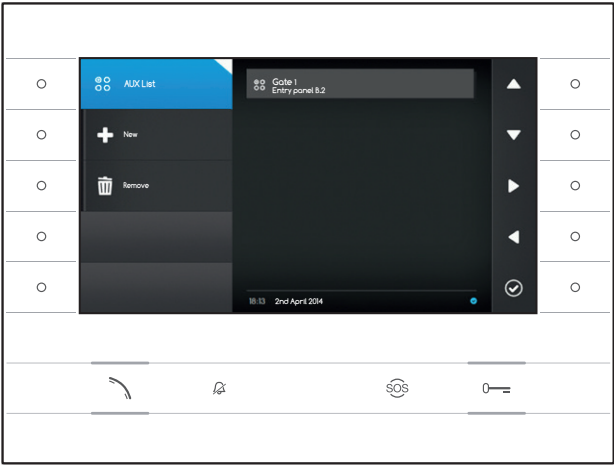 AUX List
New
Remove
Gate 1
Entry panel B.2
18:13 2nd April 2014
SOS